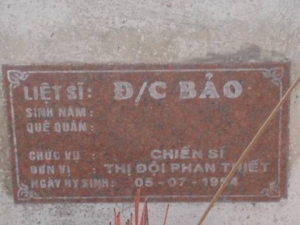 LIỆT SĨ: Đ/C BẢO
SINH NĂM:
QUÊ QUÁN:
CHỨC VỤ : CHIẾN SĨ
ĐƠN VỊ : THỊ ĐỘI PHAN THIẾT
NGÀY HY SINH: 05-07-1954